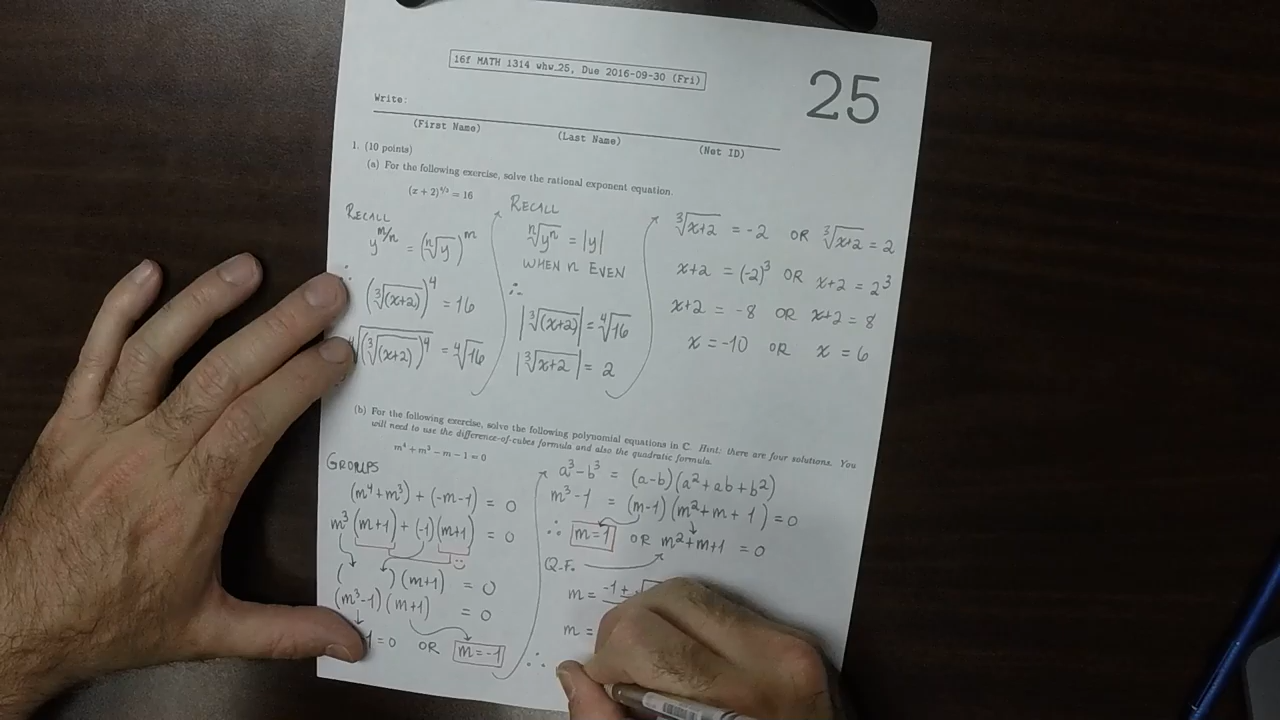 16f MATH 1314 whw.25, Due 2016-09-30 (Fri)
25
Write:
(First Name) (Last Name) (Net ID)
1. (10 points)
(a) For the following exercise, solve the rational exponent equation.
(x + 2)^{4/3} = 16
RECALL
y^{m/n} = (ⁿ√y)^m
∴ (∛(x+2))⁴ = 16
⁴√(∛(x+2))⁴ = ⁴√16
RECALL
ⁿ√yⁿ = |y|
WHEN n EVEN
∴
|∛(x+2)| = ⁴√16
|∛x+2| = 2
∛x+2 = -2 OR ∛x+2 = 2
x+2 = (-2)³ OR x+2 = 2³
x+2 = -8 OR x+2 = 8
x = -10 OR x = 6
(b) For the following exercise, solve the following polynomial equations in C. Hint: there are four solutions. You
will need to use the difference-of-cubes formula and also the quadratic formula.
m⁴ + m³ − m − 1 = 0
GROUPS
(m⁴+m³) + (-m-1) = 0
m³(m+1) + (-1)(m+1) = 0
( )(m+1) = 0
(m³-1)(m+1) = 0
1 = 0 OR m=-1
a³-b³ = (a-b)(a²+ab+b²)
m³-1 = (m-1)(m²+m+1) = 0
∴ m=1 OR m²+m+1 = 0
Q.F.
m = -1 ± √
m =
∴